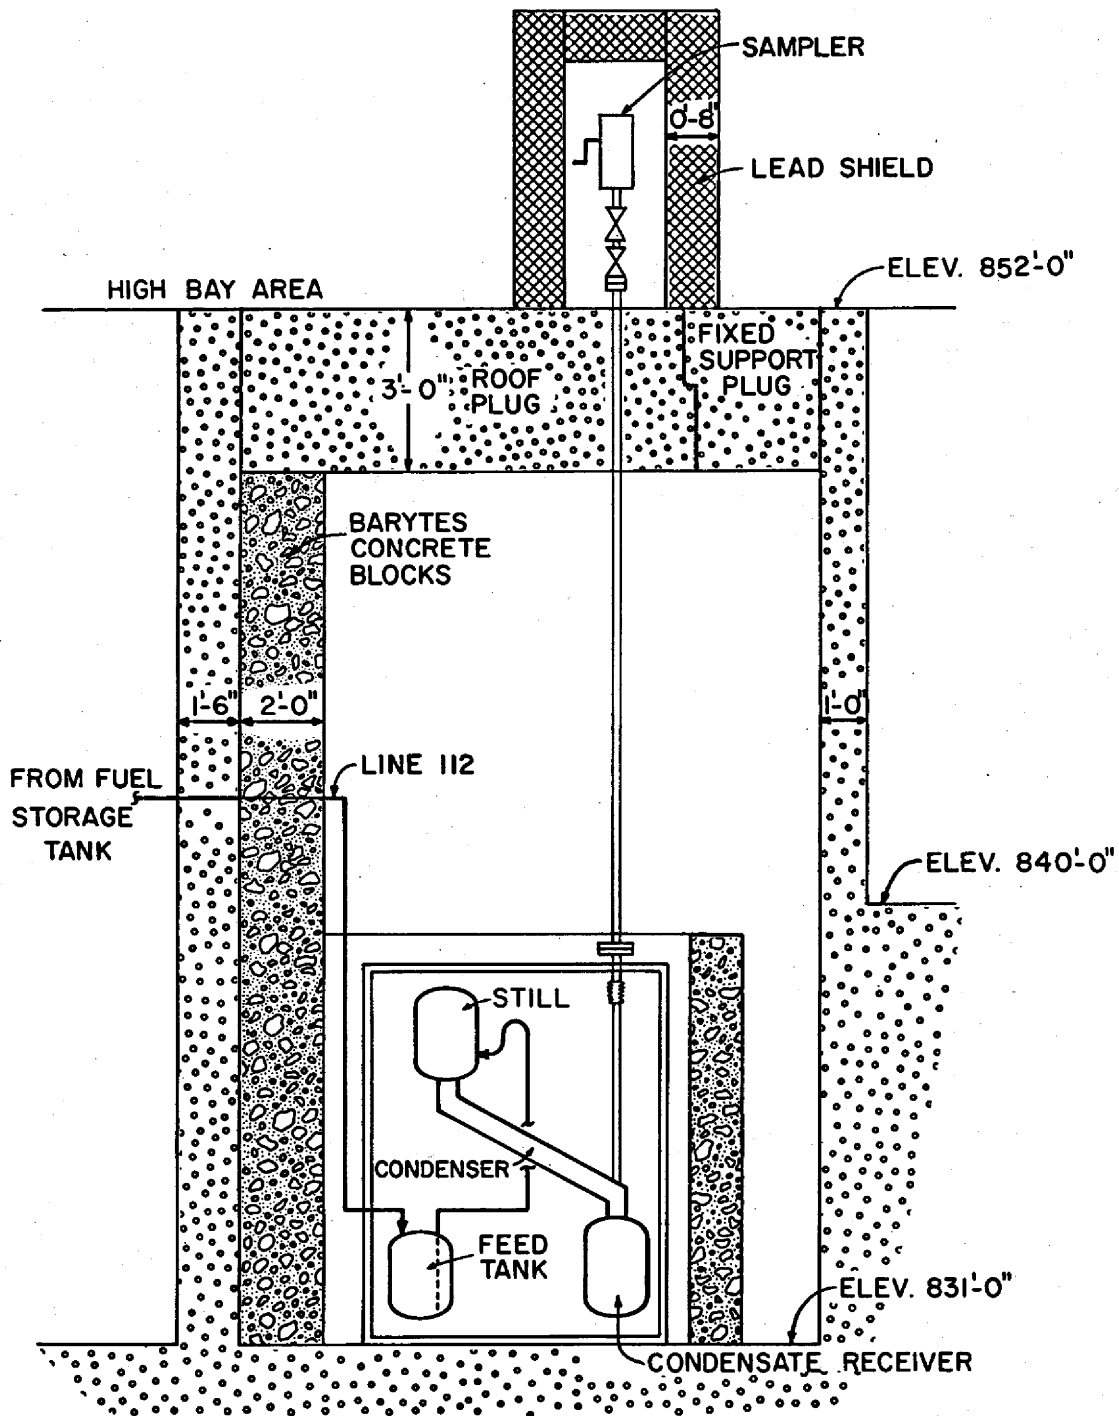 SAMPLER
0'-8"
LEAD SHIELD
ELEV. 852'-0"
HIGH BAY AREA
FIXED
SUPPORT
PLUG
3'-0"
ROOF
PLUG
BARYTES
CONCRETE
BLOCKS
1'-6"
2'-0"
1'-0"
LINE 112
FROM FUEL
STORAGE
TANK
ELEV. 840'-0"
STILL
CONDENSER
FEED
TANK
ELEV. 831'-0"
CONDENSATE RECEIVER